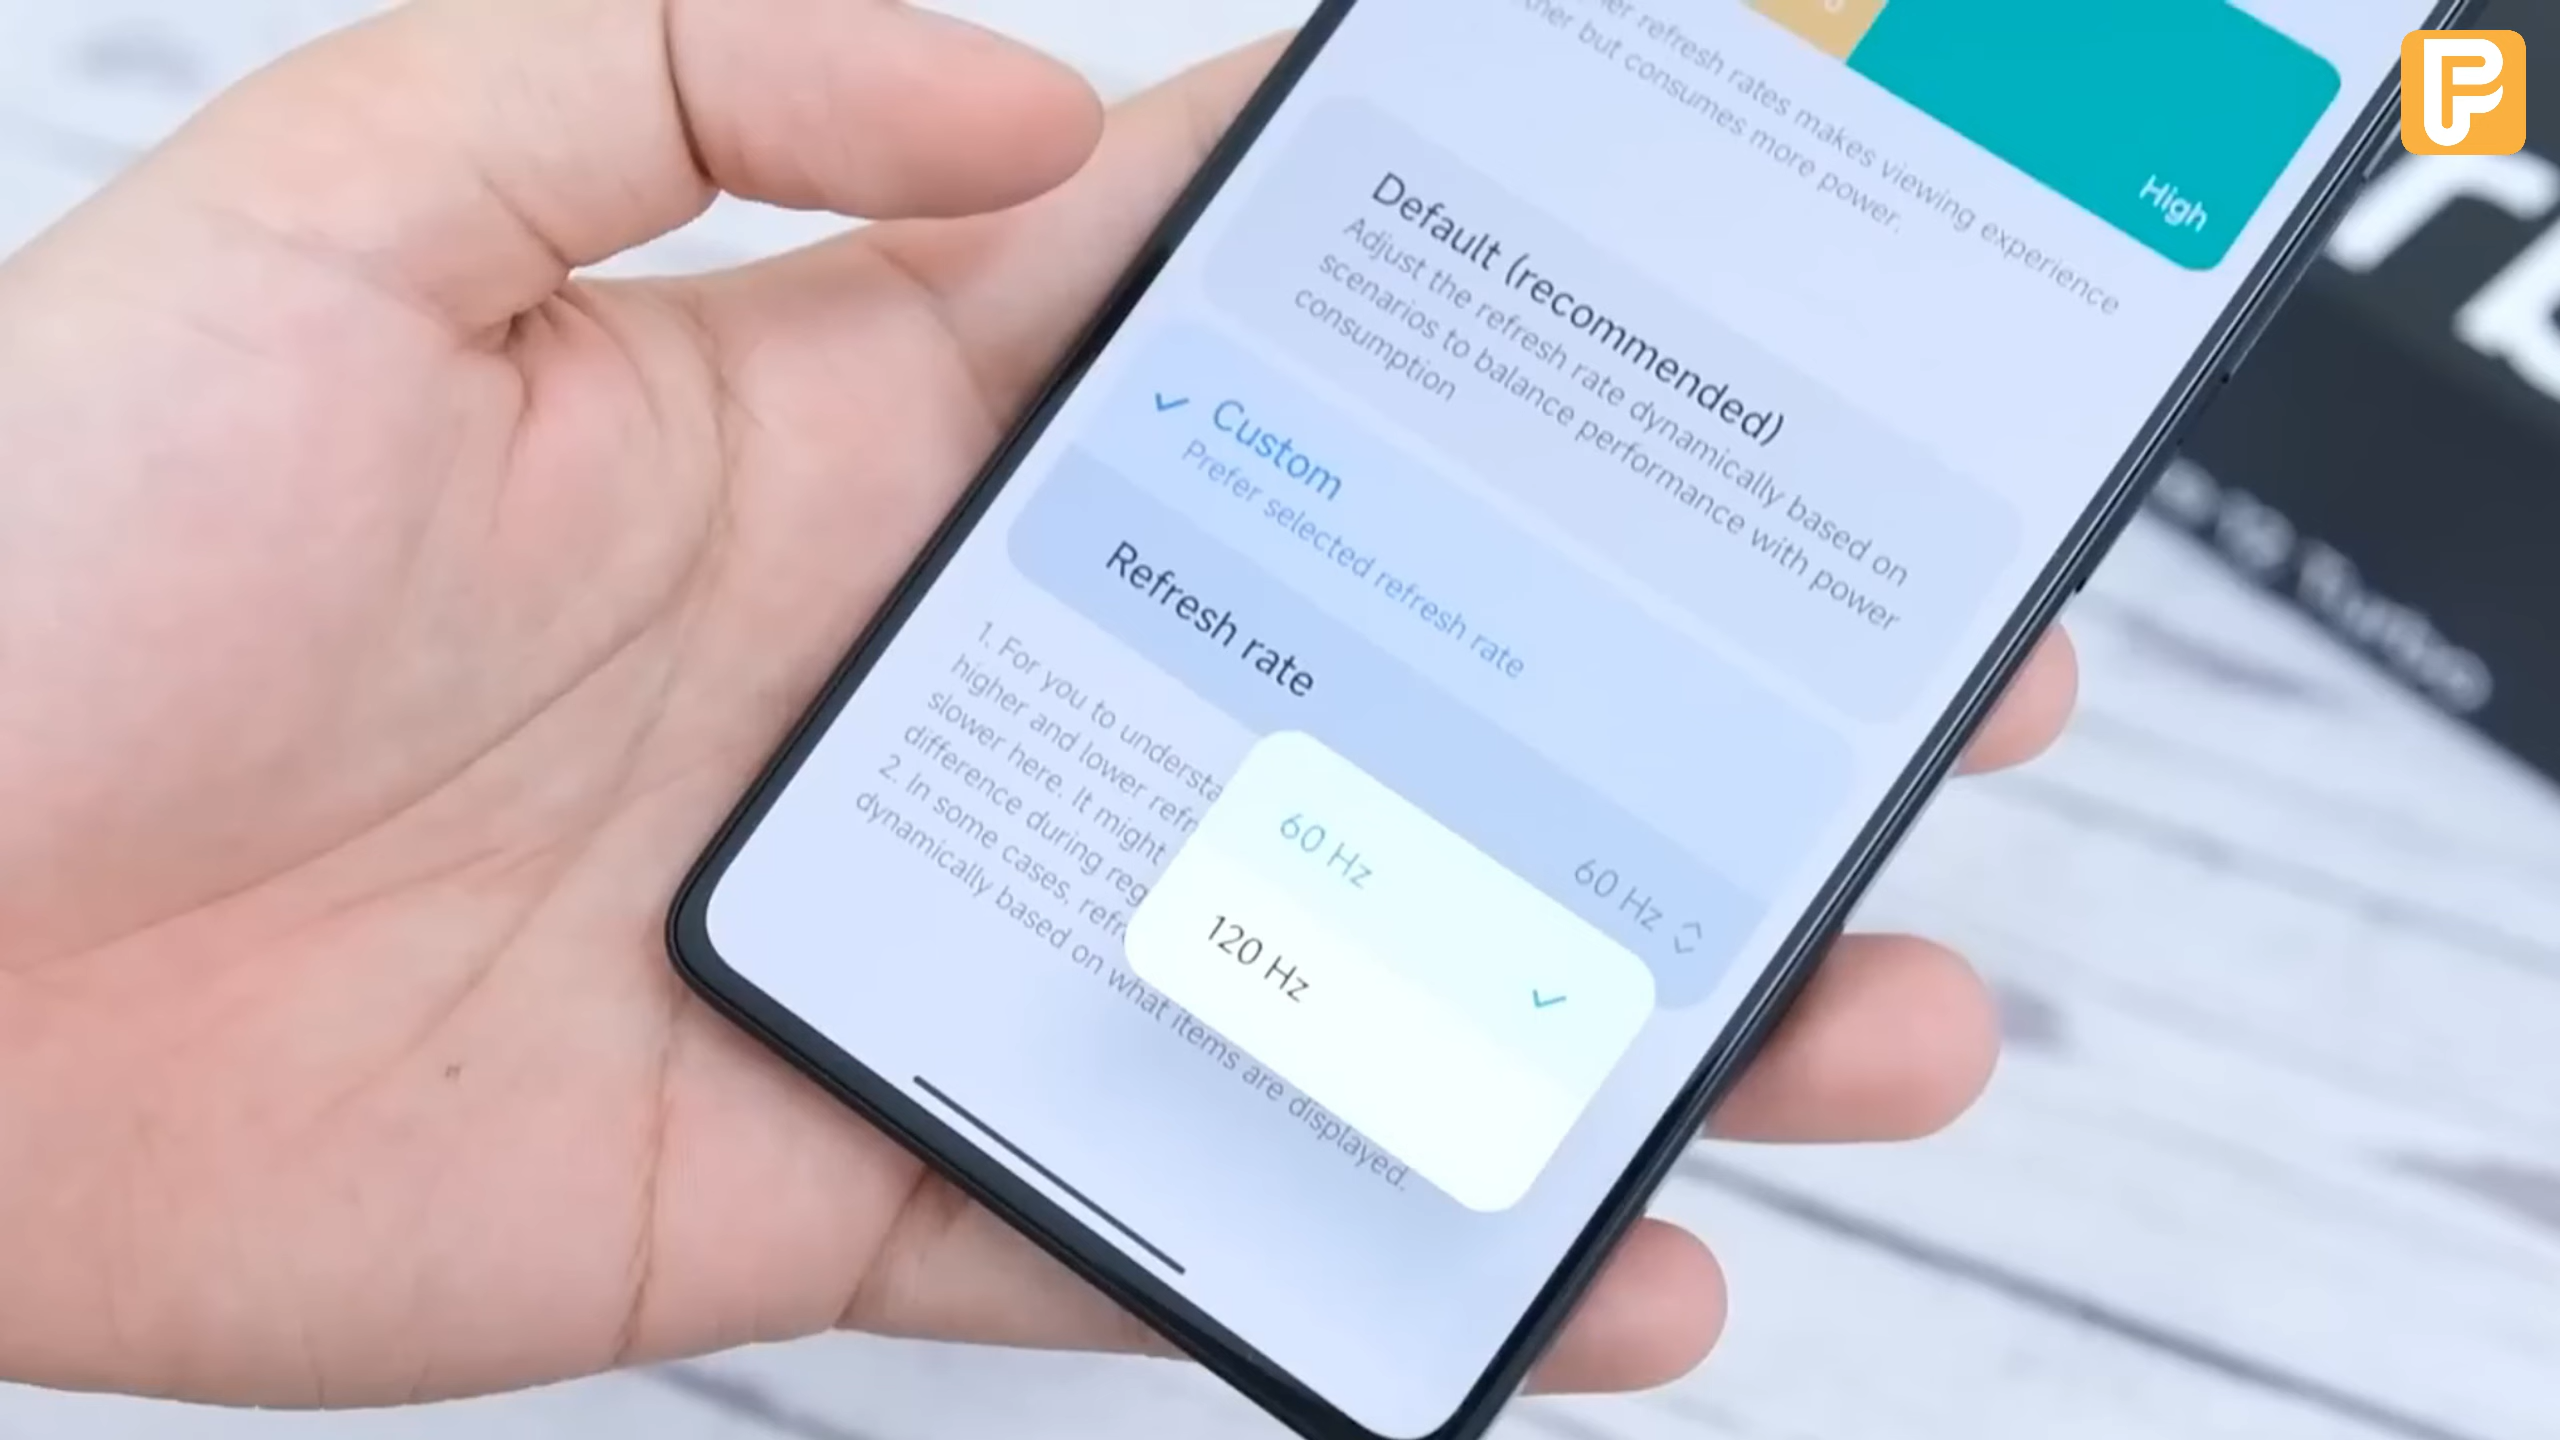 High
refresh rates makes viewing experience
but consumes more power.
Default (recommended)
Adjust the refresh rate dynamically based on
scenarios to balance performance with power
consumption
Custom
Prefer selected refresh rate
Refresh rate
60 Hz
60 Hz
120 Hz
1. For you to understa
higher and lower refr
slower here. It might
difference during reg
2. In some cases, refr
dynamically based on what items are displayed.